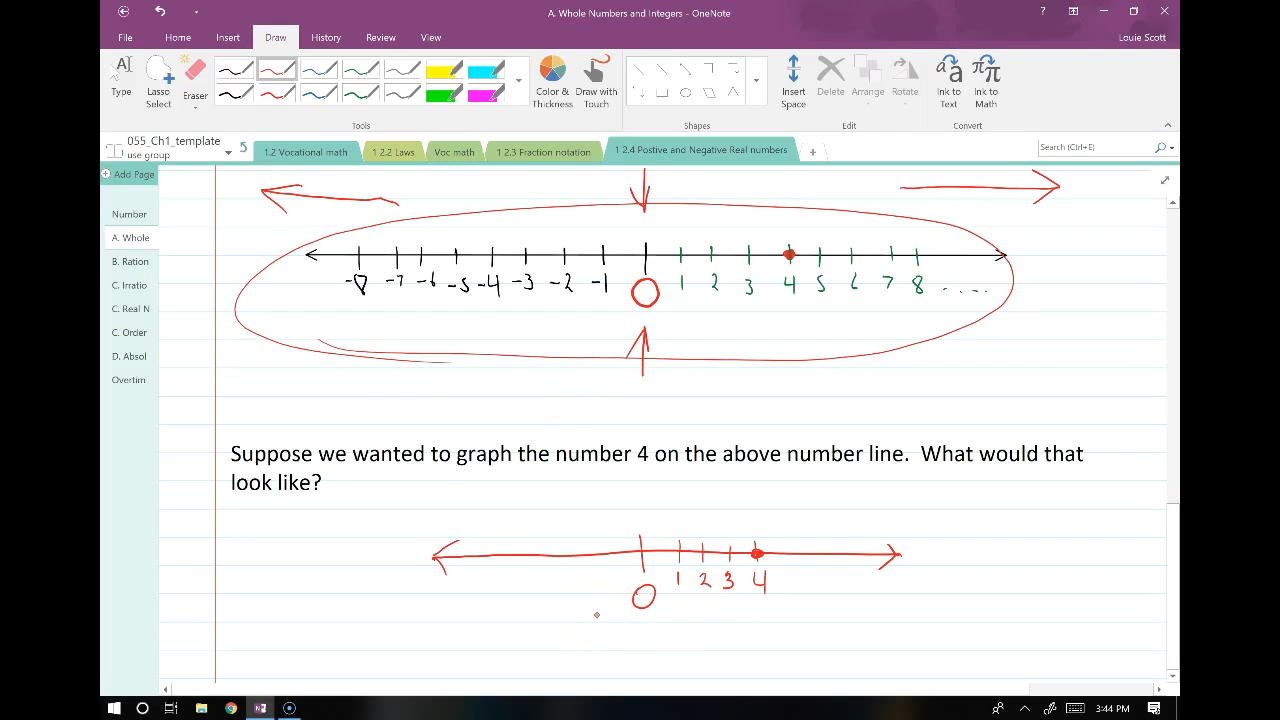 A. Whole Numbers and Integers - OneNote
?
File Home Insert Draw History Review View Louie Scott
Type Lasso Select Eraser Color & Thickness Draw with Touch Insert Space Delete Arrange Rotate Ink to Text Ink to Math
Tools Shapes Edit Convert
055_Ch1_template
use group
1.2 Vocational math 1 2.2 Laws Voc math 1 2.3 Fraction notation 1 2.4 Postive and Negative Real numbers Search (Ctrl+E)
Add Page
Number
A. Whole
B. Ration
C. Irratio
C. Real N
C. Order
D. Absol
Overtim
-8 -7 -6 -5 -4 -3 -2 -1 0 1 2 3 4 5 6 7 8 .....
Suppose we wanted to graph the number 4 on the above number line. What would that
look like?
0 1 2 3 4
3:44 PM